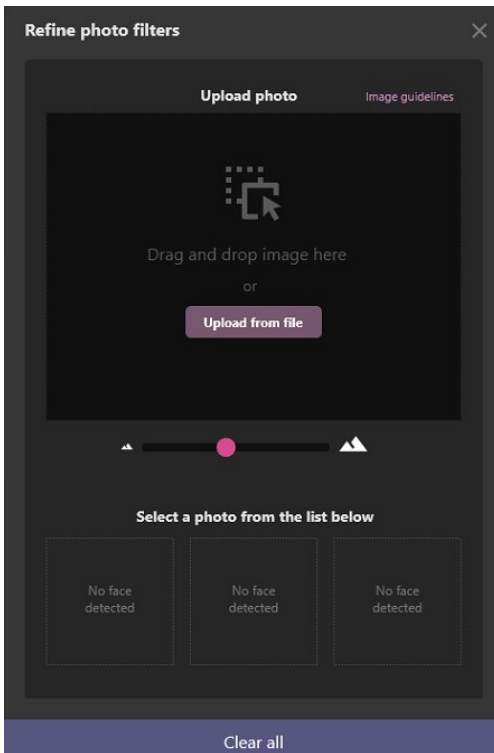 Refine photo filters
Upload photo
Image guidelines
Drag and drop image here
or
Upload from file
Select a photo from the list below
No face
detected
No face
detected
No face
detected
Clear all